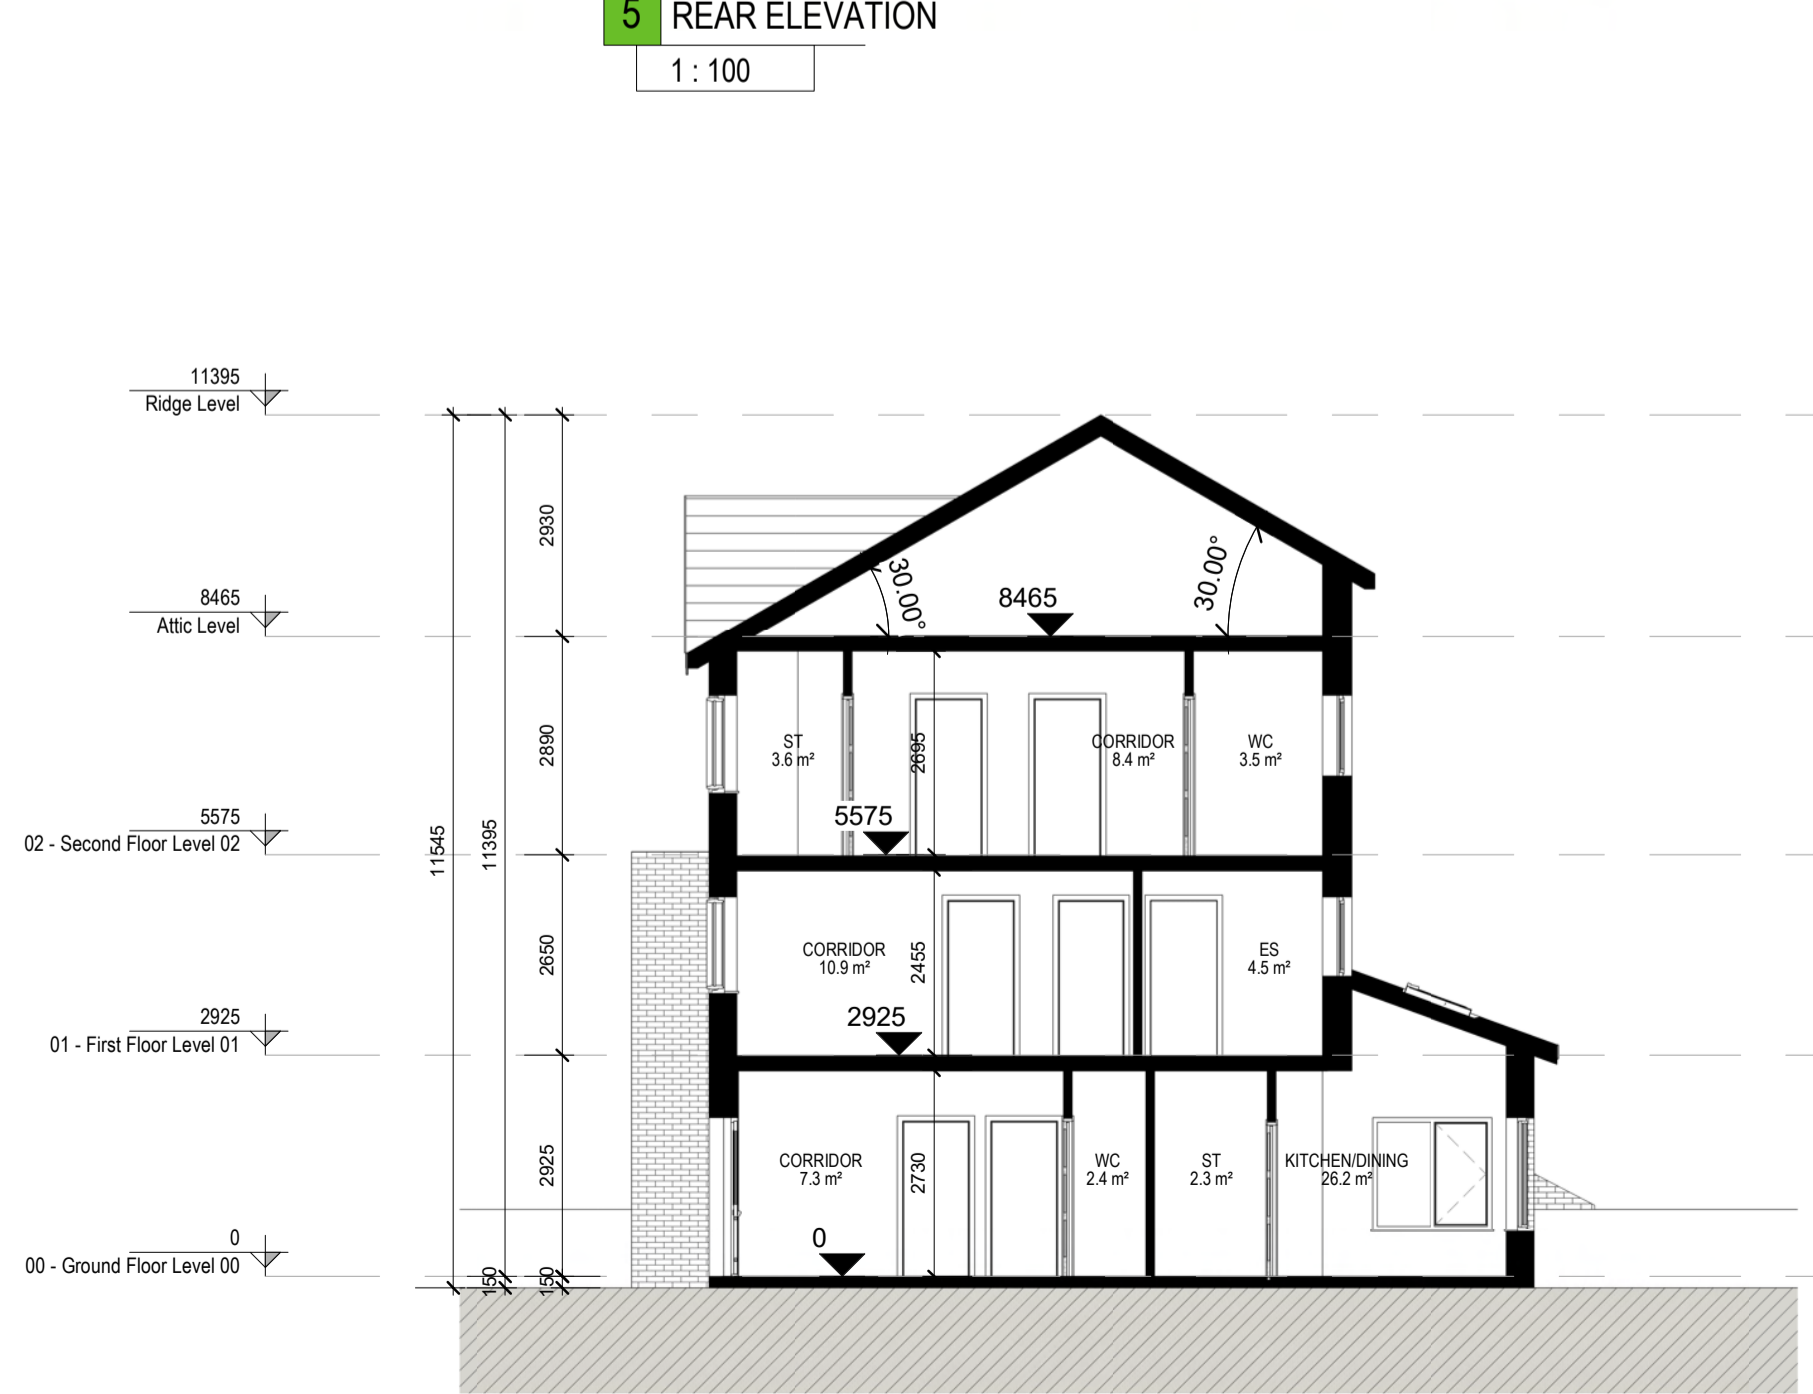 5 REAR ELEVATION
1 : 100
11395
Ridge Level
2930
8465
Attic Level
30.00°
8465
30.00°
2890
ST
3.6 m²
2695
CORRIDOR
8.4 m²
WC
3.5 m²
5575
5575
02 - Second Floor Level 02
11545
11395
2650
CORRIDOR
10.9 m²
2455
ES
4.5 m²
2925
2925
01 - First Floor Level 01
2925
CORRIDOR
7.3 m²
2730
WC
2.4 m²
ST
2.3 m²
KITCHEN/DINING
26.2 m²
0
0
00 - Ground Floor Level 00
150
150